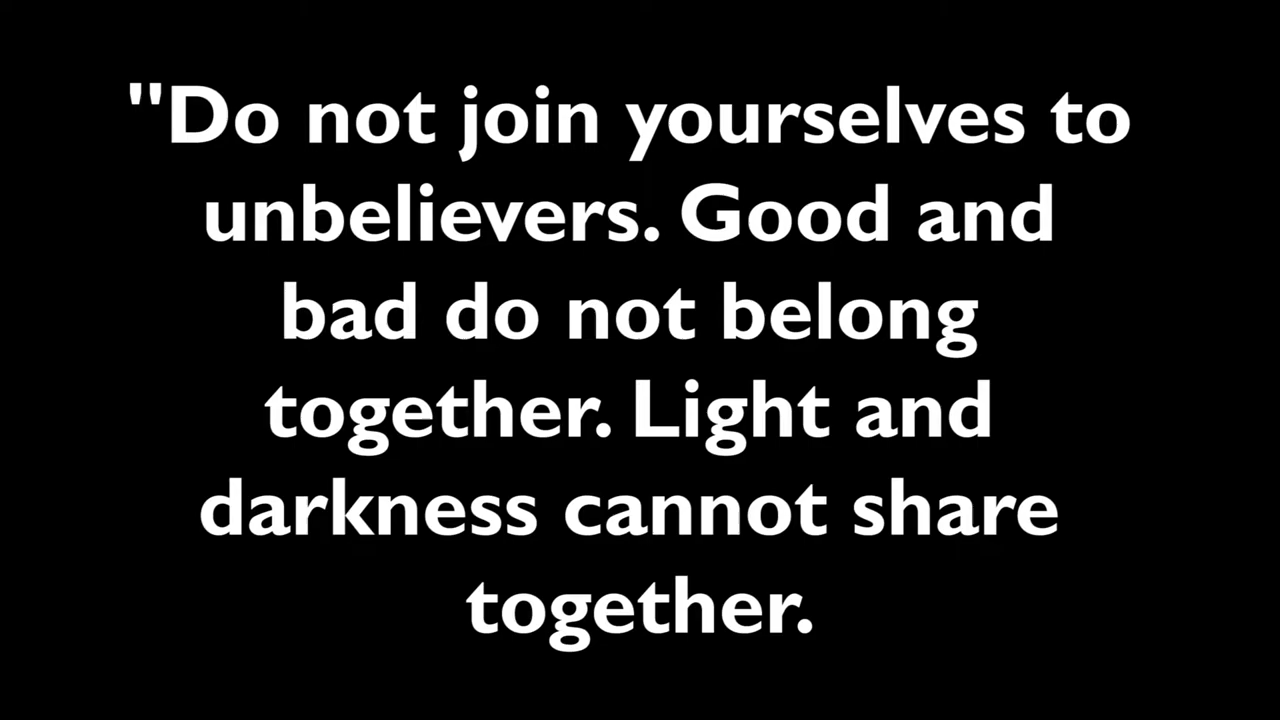 "Do not join yourselves to
unbelievers. Good and
bad do not belong
together. Light and
darkness cannot share
together.